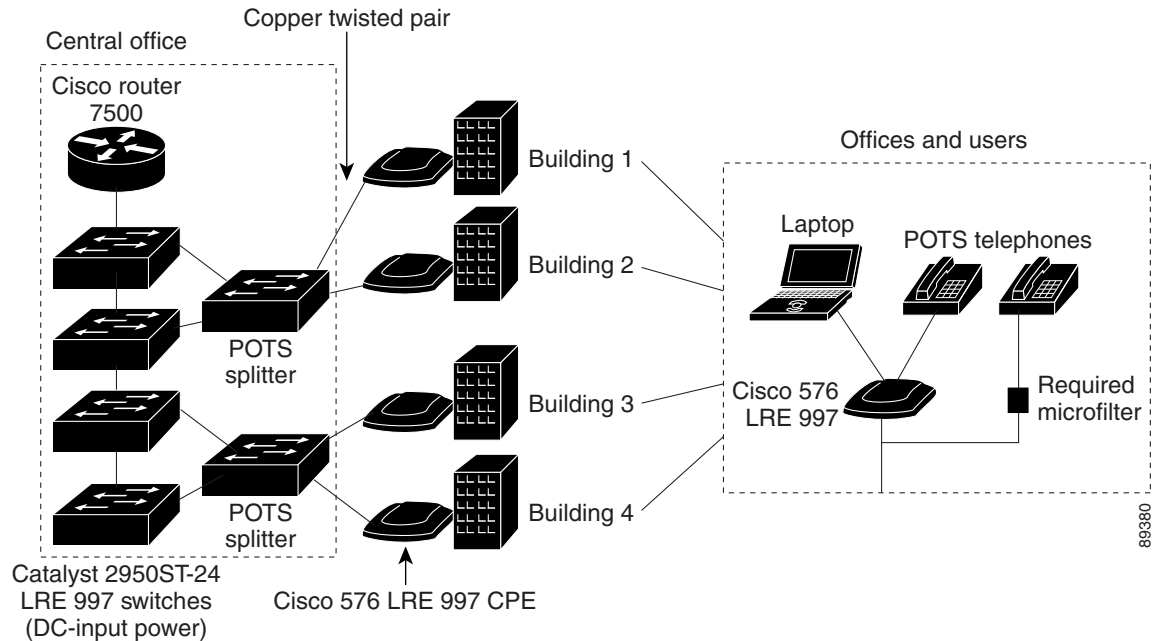 Copper twisted pair
Central office
Cisco router
7500
POTS
splitter
POTS
splitter
Catalyst 2950ST-24
LRE 997 switches
(DC-input power)
Cisco 576 LRE 997 CPE
Building 1
Building 2
Building 3
Building 4
Offices and users
Laptop
POTS telephones
Cisco 576
LRE 997
Required
microfilter
89380